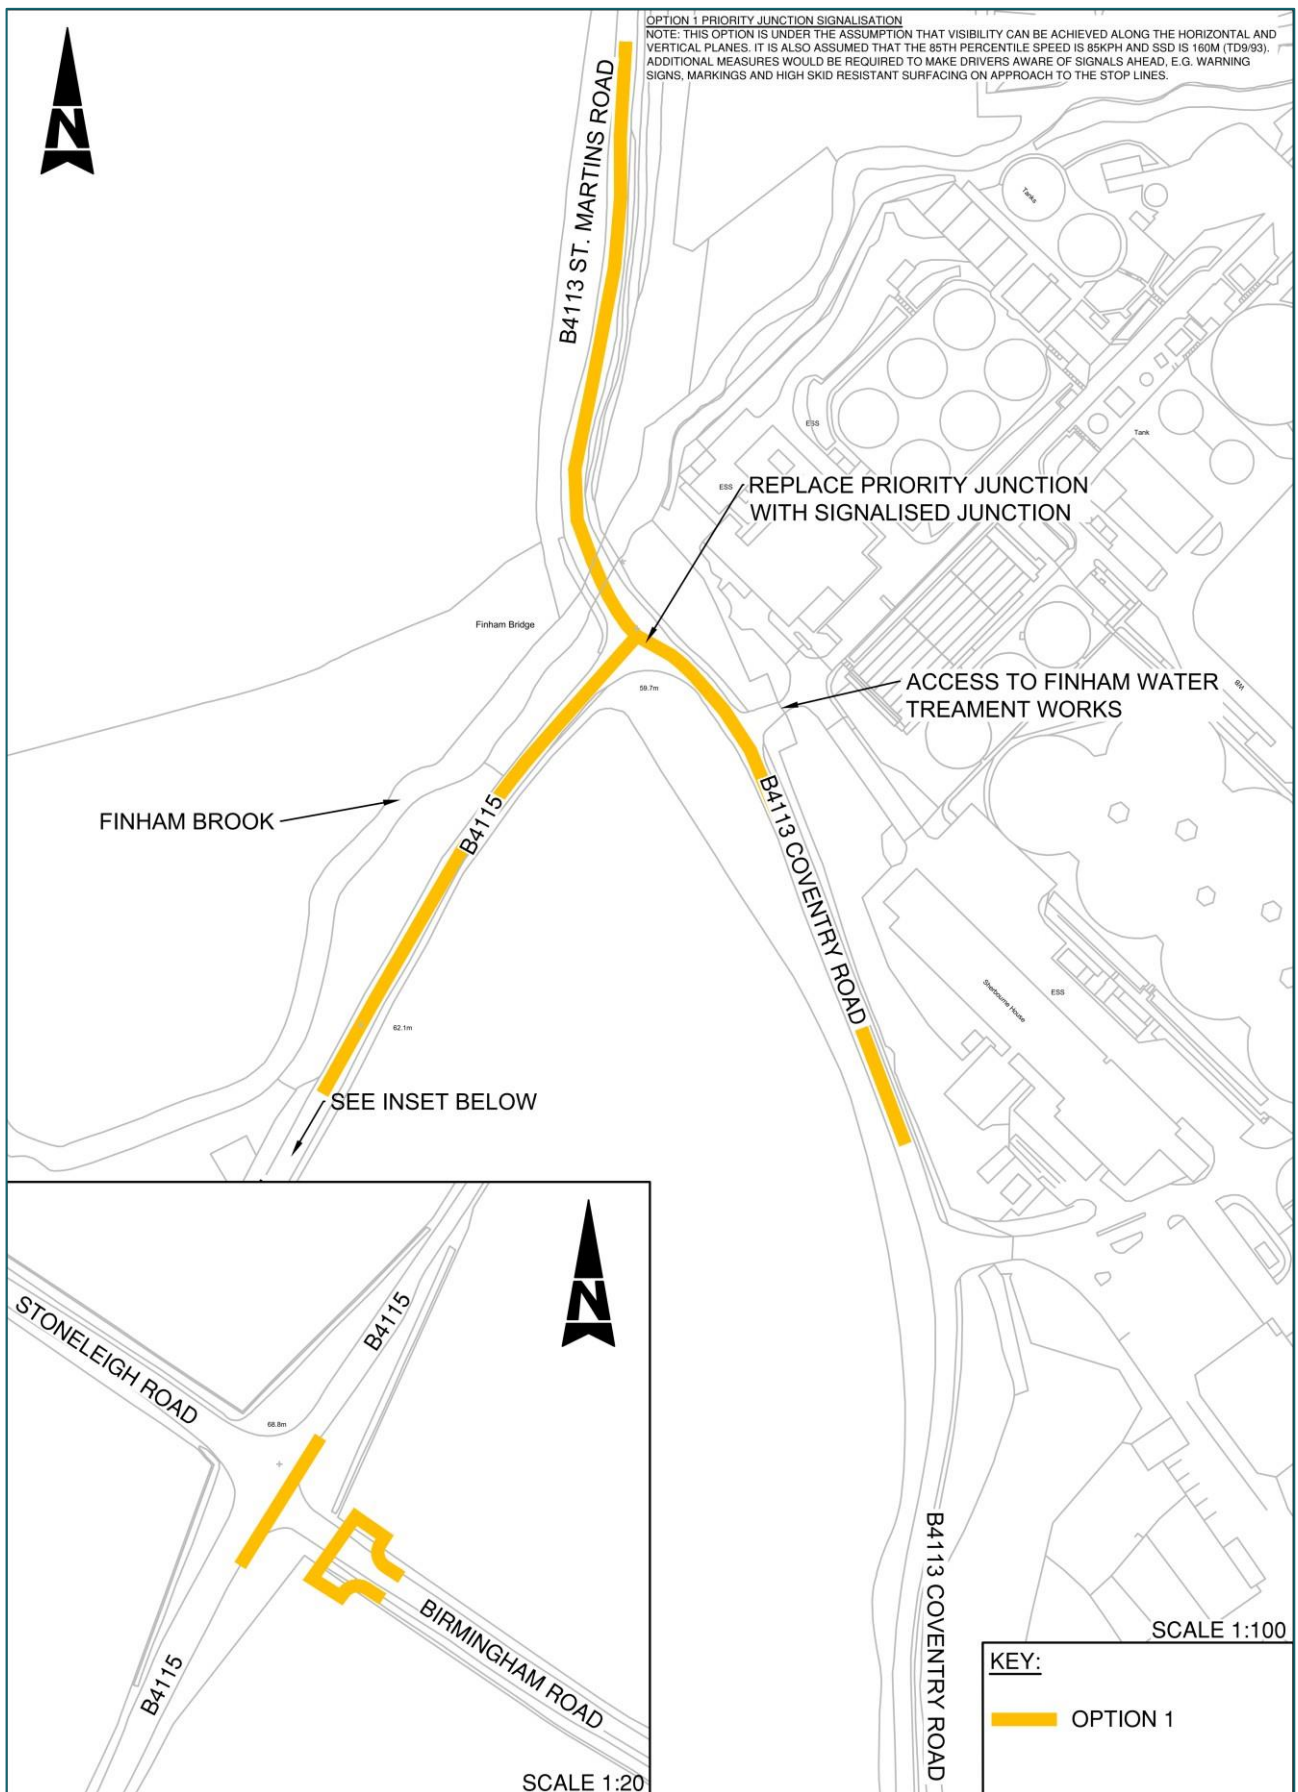 OPTION 1 PRIORITY JUNCTION SIGNALISATION
NOTE: THIS OPTION IS UNDER THE ASSUMPTION THAT VISIBILITY CAN BE ACHIEVED ALONG THE HORIZONTAL AND
VERTICAL PLANES. IT IS ALSO ASSUMED THAT THE 85TH PERCENTILE SPEED IS 85KPH AND SSD IS 160M (TD9/93).
ADDITIONAL MEASURES WOULD BE REQUIRED TO MAKE DRIVERS AWARE OF SIGNALS AHEAD, E.G. WARNING
SIGNS, MARKINGS AND HIGH SKID RESISTANT SURFACING ON APPROACH TO THE STOP LINES.
N
B4113 ST. MARTINS ROAD
Tanks
ESS
Tank
ESS
REPLACE PRIORITY JUNCTION
WITH SIGNALISED JUNCTION
Finham Bridge
59.7m
ACCESS TO FINHAM WATER
TREAMENT WORKS
WB
FINHAM BROOK
B4115
B4113 COVENTRY ROAD
Sherbourne House
ESS
62.1m
SEE INSET BELOW
N
STONELEIGH ROAD
B4115
68.8m
BIRMINGHAM ROAD
B4115
SCALE 1:20
B4113 COVENTRY ROAD
SCALE 1:100
KEY:
OPTION 1